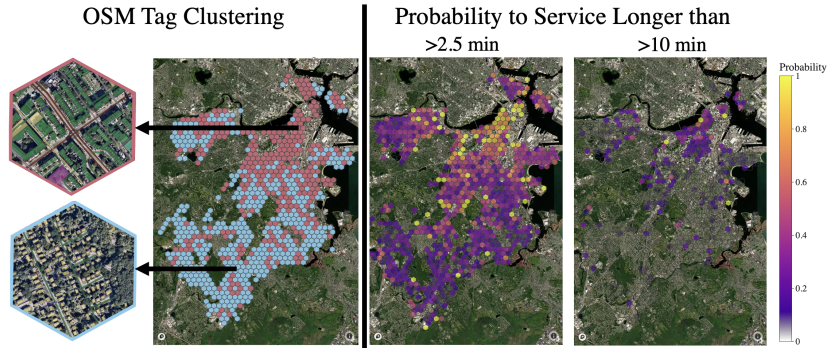 OSM Tag Clustering
Probability to Service Longer than
>2.5 min
>10 min
Probability
1
0.8
0.6
0.4
0.2
0